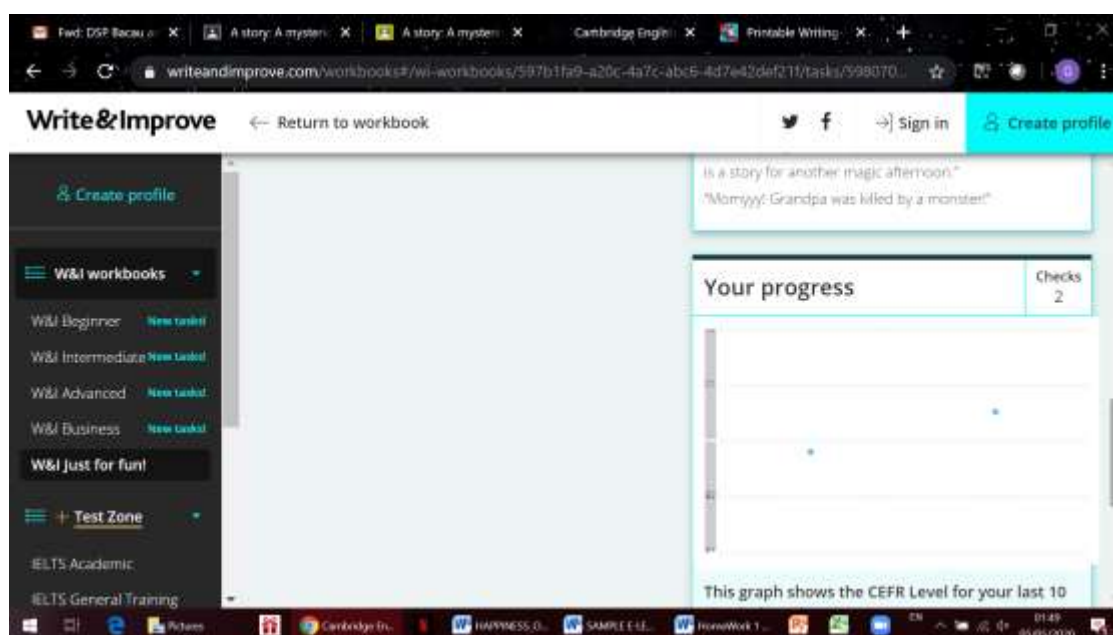 Fwd: DSP Bacau
A story: A myster
A story: A myster
Cambridge Englis
Printable Writing
writeandimprove.com/workbooks#/wi-workbooks/597b1fa9-a20c-4a7c-abc6-4d7e42def21f/tasks/598070...
Write&Improve
← Return to workbook
Sign in
Create profile
Create profile
W&I workbooks
W&I Beginner New tasks!
W&I Intermediate New tasks!
W&I Advanced New tasks!
W&I Business New tasks!
W&I Just for fun!
+ Test Zone
IELTS Academic
IELTS General Training
is a story for another magic afternoon."
"Momyyy! Grandpa was killed by a monster!"
Your progress
Checks
2
This graph shows the CEFR Level for your last 10
Pictures
Cambridge En...
HAPPINESS_O...
SAMPLE E-LE...
HomeWork 1...
EN
01:49